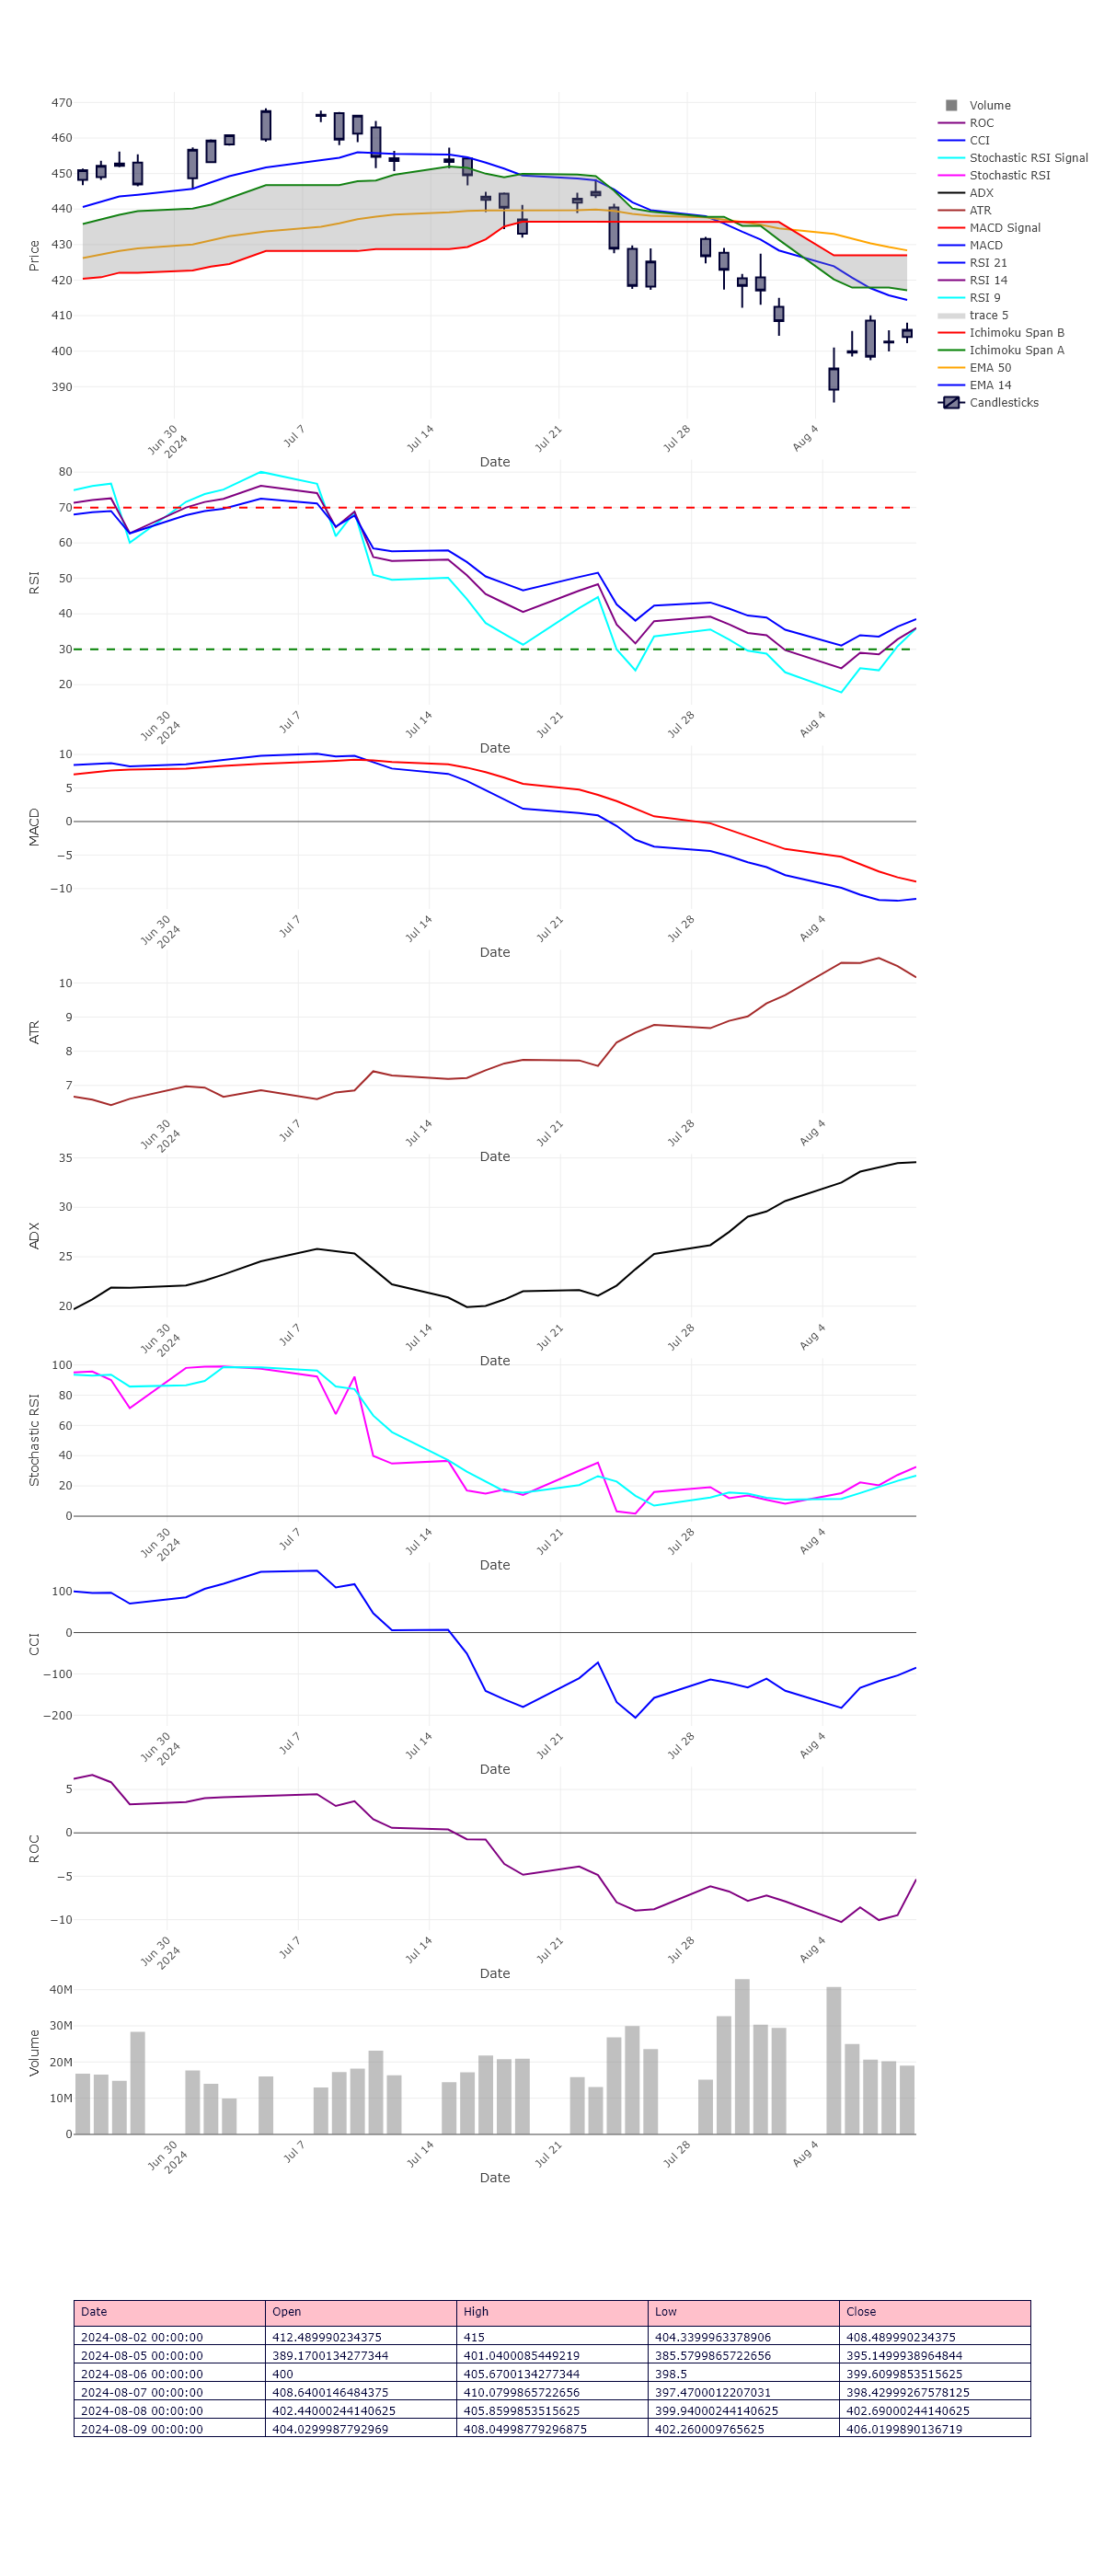 470
460
450
440
430
420
410
400
390
Price
Jun 30
2024
Jul 7
Jul 14
Jul 21
Jul 28
Aug 4
Date
Volume
ROC
CCI
Stochastic RSI Signal
Stochastic RSI
ADX
ATR
MACD Signal
MACD
RSI 21
RSI 14
RSI 9
trace 5
Ichimoku Span B
Ichimoku Span A
EMA 50
EMA 14
Candlesticks
80
70
60
50
40
30
20
RSI
Jun 30
2024
Jul 7
Jul 14
Jul 21
Jul 28
Aug 4
Date
10
5
0
−5
−10
MACD
Jun 30
2024
Jul 7
Jul 14
Jul 21
Jul 28
Aug 4
Date
10
9
8
7
ATR
Jun 30
2024
Jul 7
Jul 14
Jul 21
Jul 28
Aug 4
Date
35
30
25
20
ADX
Jun 30
2024
Jul 7
Jul 14
Jul 21
Jul 28
Aug 4
Date
100
80
60
40
20
0
Stochastic RSI
Jun 30
2024
Jul 7
Jul 14
Jul 21
Jul 28
Aug 4
Date
100
0
−100
−200
CCI
Jun 30
2024
Jul 7
Jul 14
Jul 21
Jul 28
Aug 4
Date
5
0
−5
−10
ROC
Jun 30
2024
Jul 7
Jul 14
Jul 21
Jul 28
Aug 4
Date
40M
30M
20M
10M
0
Volume
Jun 30
2024
Jul 7
Jul 14
Jul 21
Jul 28
Aug 4
Date
Date Open High Low Close
2024-08-02 00:00:00 412.489990234375 415 404.3399963378906 408.489990234375
2024-08-05 00:00:00 389.1700134277344 401.0400085449219 385.5799865722656 395.1499938964844
2024-08-06 00:00:00 400 405.6700134277344 398.5 399.6099853515625
2024-08-07 00:00:00 408.6400146484375 410.0799865722656 397.4700012207031 398.42999267578125
2024-08-08 00:00:00 402.44000244140625 405.8599853515625 399.94000244140625 402.69000244140625
2024-08-09 00:00:00 404.0299987792969 408.04998779296875 402.260009765625 406.0199890136719